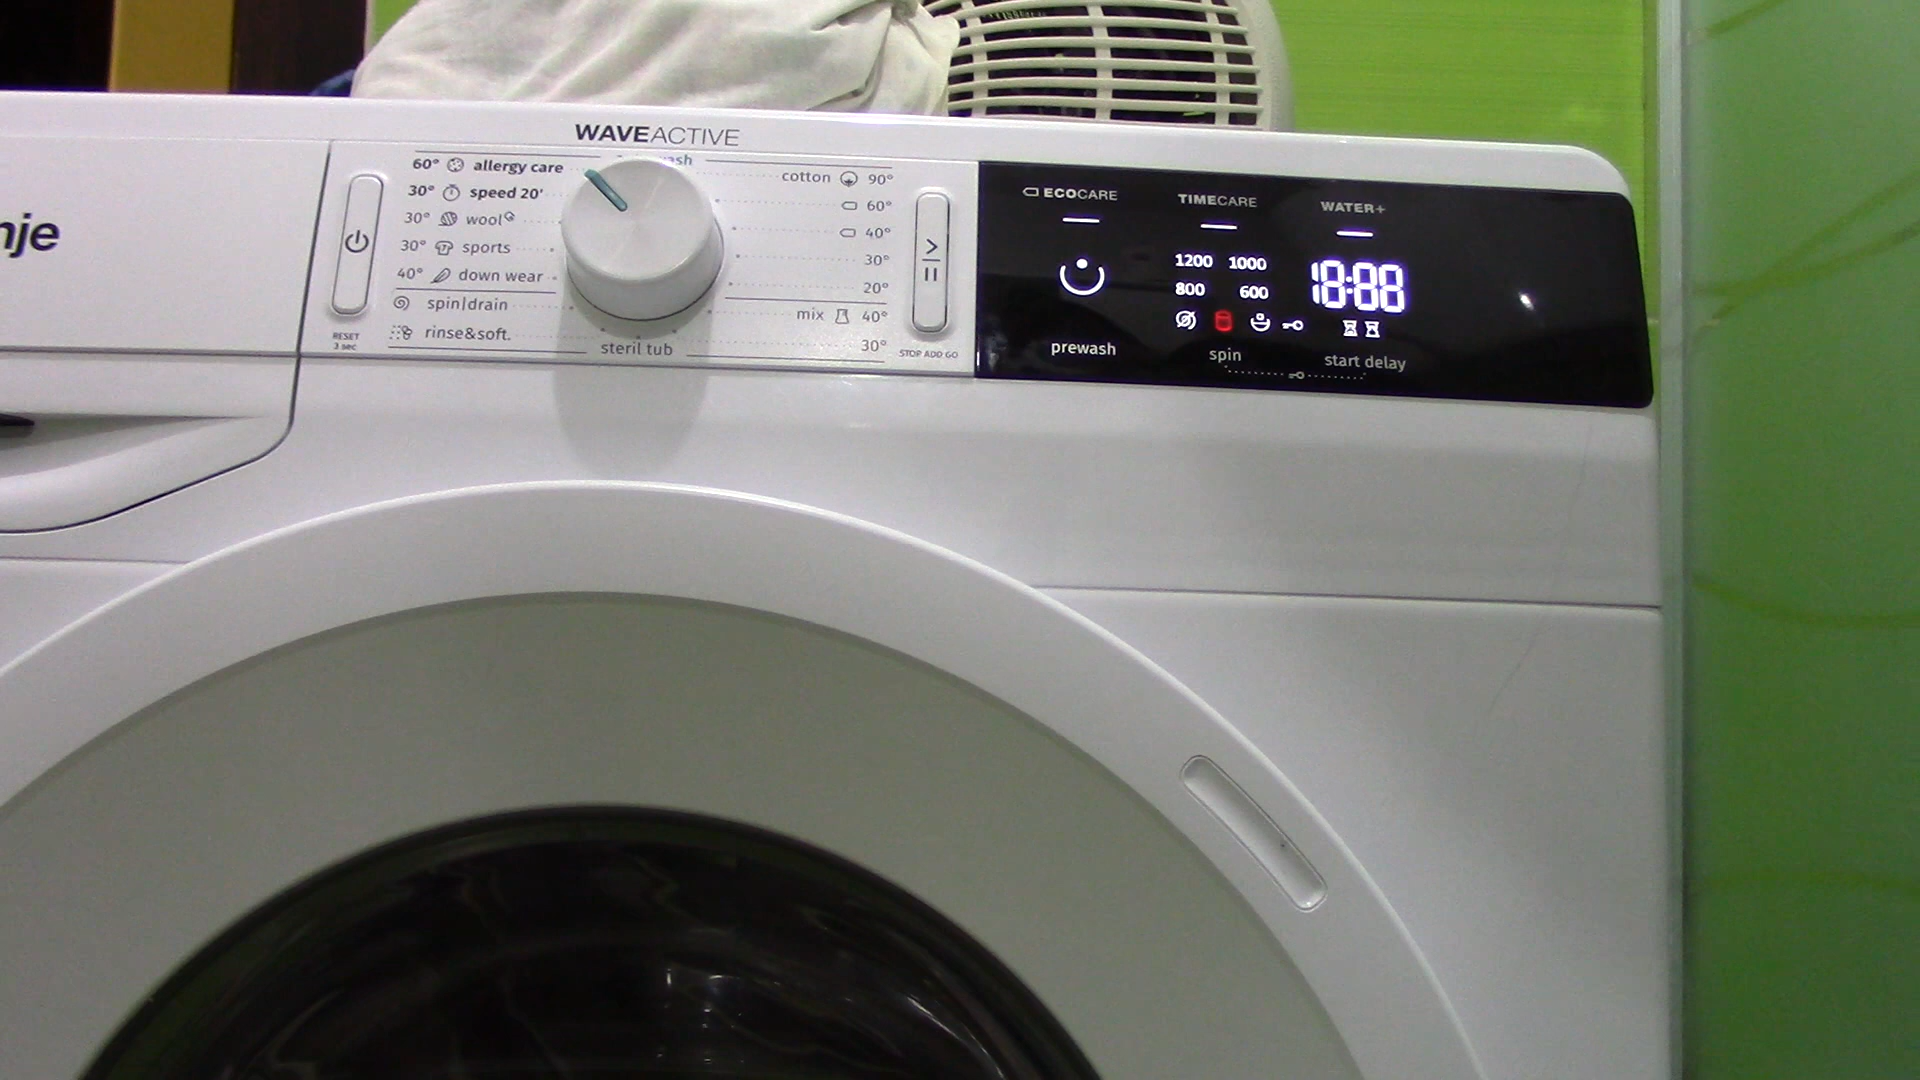 nje
WAVEACTIVE
60° allergy care
30° speed 20'
30° wool
30° sports
40° down wear
spin|drain
rinse&soft.
RESET
3 sec
steril tub
cotton 90°
60°
40°
30°
20°
mix 40°
30°
STOP ADD GO
ECOCARE
TIMECARE
WATER+
1200 1000
800 600
18:88
prewash
spin
start delay